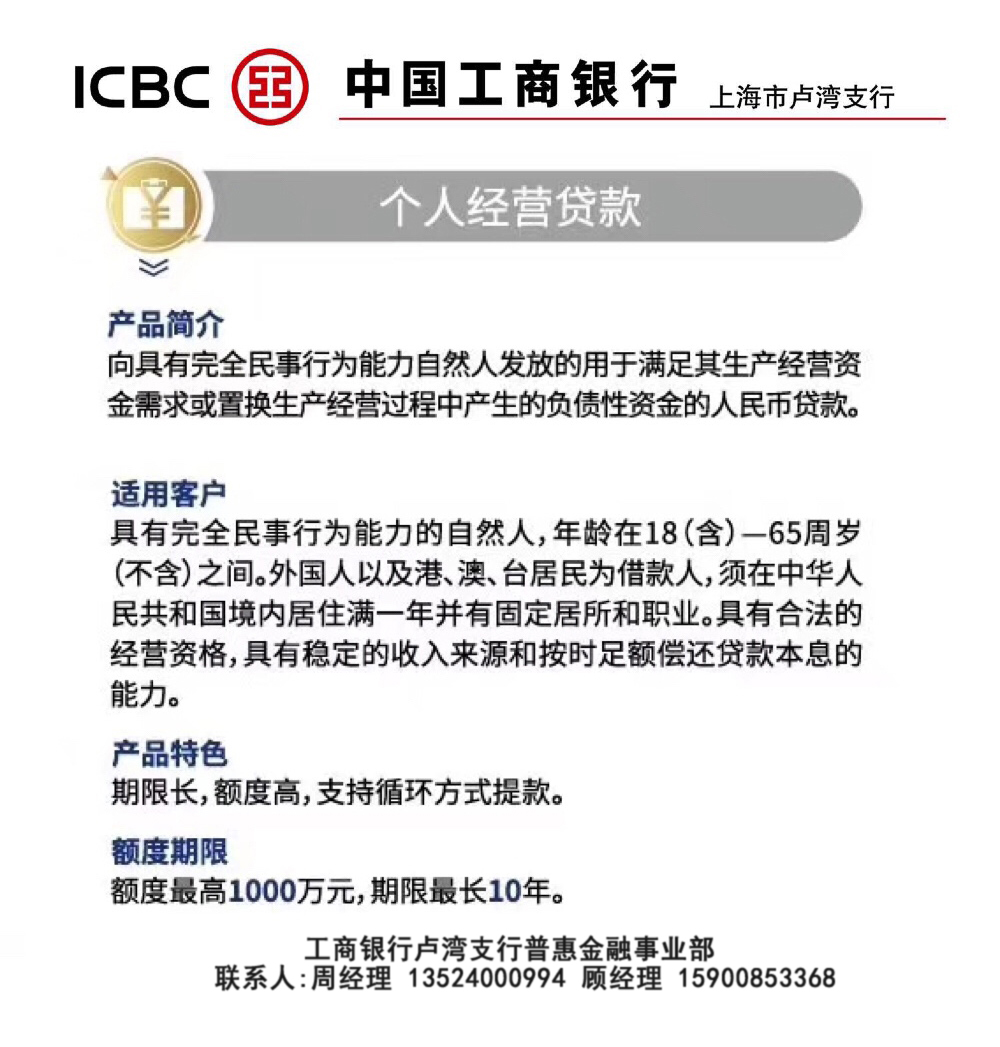 ICBC 中国工商银行 上海市卢湾支行
个人经营贷款
产品简介
向具有完全民事行为能力自然人发放的用于满足其生产经营资
金需求或置换生产经营过程中产生的负债性资金的人民币贷款。
适用客户
具有完全民事行为能力的自然人,年龄在18(含)—65周岁
(不含)之间。外国人以及港、澳、台居民为借款人,须在中华人
民共和国境内居住满一年并有固定居所和职业。具有合法的
经营资格,具有稳定的收入来源和按时足额偿还贷款本息的
能力。
产品特色
期限长,额度高,支持循环方式提款。
额度期限
额度最高1000万元,期限最长10年。
工商银行卢湾支行普惠金融事业部
联系人:周经理 13524000994 顾经理 15900853368